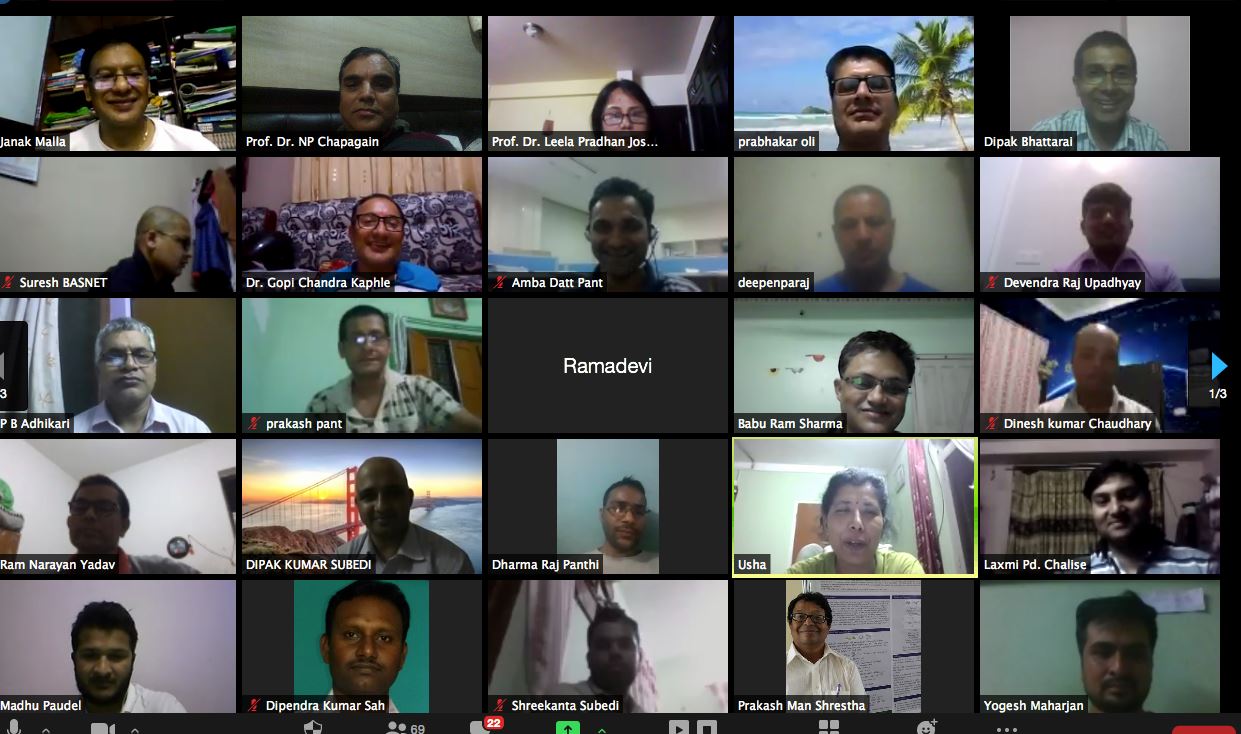 Janak Malla
Prof. Dr. NP Chapagain
Prof. Dr. Leela Pradhan Jos...
prabhakar oli
Dipak Bhattarai
Suresh BASNET
Dr. Gopi Chandra Kaphle
Amba Datt Pant
deepenparaj
Devendra Raj Upadhyay
/3
P B Adhikari
prakash pant
Ramadevi
Babu Ram Sharma
Dinesh kumar Chaudhary
1/3
Ram Narayan Yadav
DIPAK KUMAR SUBEDI
Dharma Raj Panthi
Usha
Laxmi Pd. Chalise
Madhu Paudel
Dipendra Kumar Sah
Shreekanta Subedi
Prakash Man Shrestha
Yogesh Maharjan
69
22